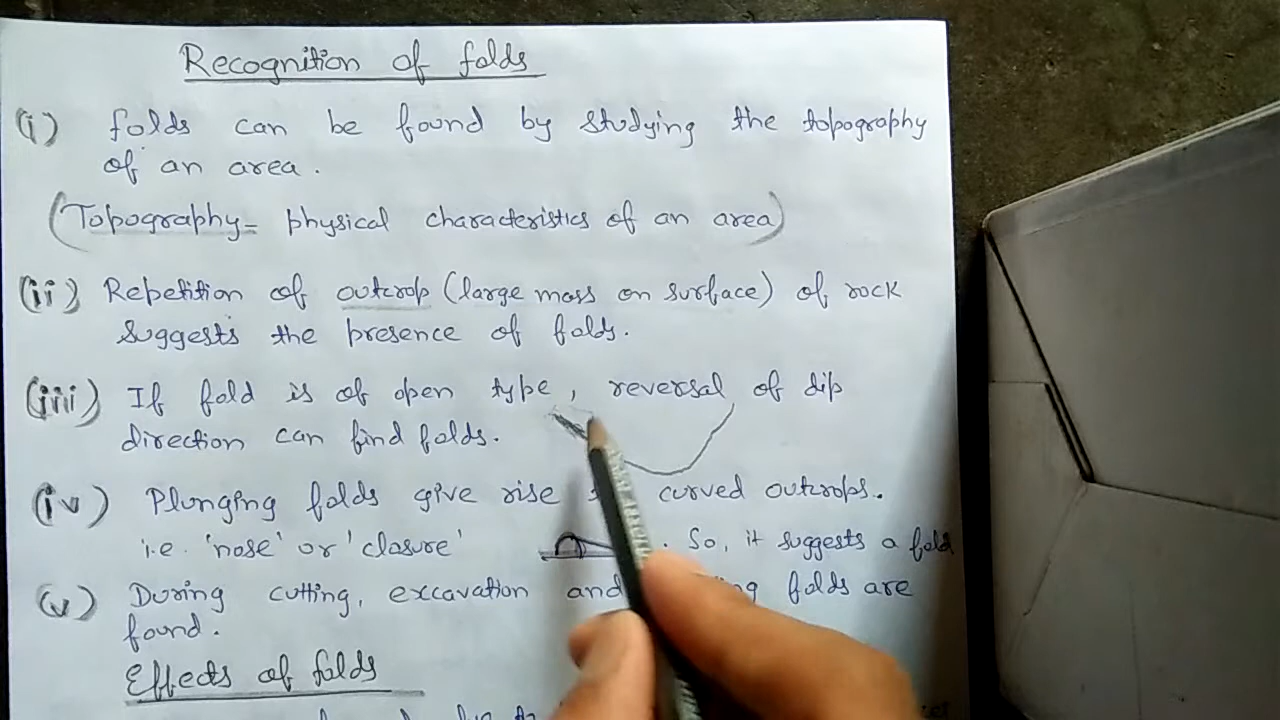 Recognition of folds
(i) folds can be found by studying the topography
of an area.
(Topography = physical characteristics of an area)
(ii) Repetition of outcrop (large mass on surface) of rock
suggests the presence of folds.
(iii) If fold is of open type, reversal of dip
direction can find folds.
(iv) Plunging folds give rise curved outcrops.
i.e. 'nose' or 'closure' . So, it suggests a fold
(v) During cutting, excavation and folds are
found.
Effects of folds